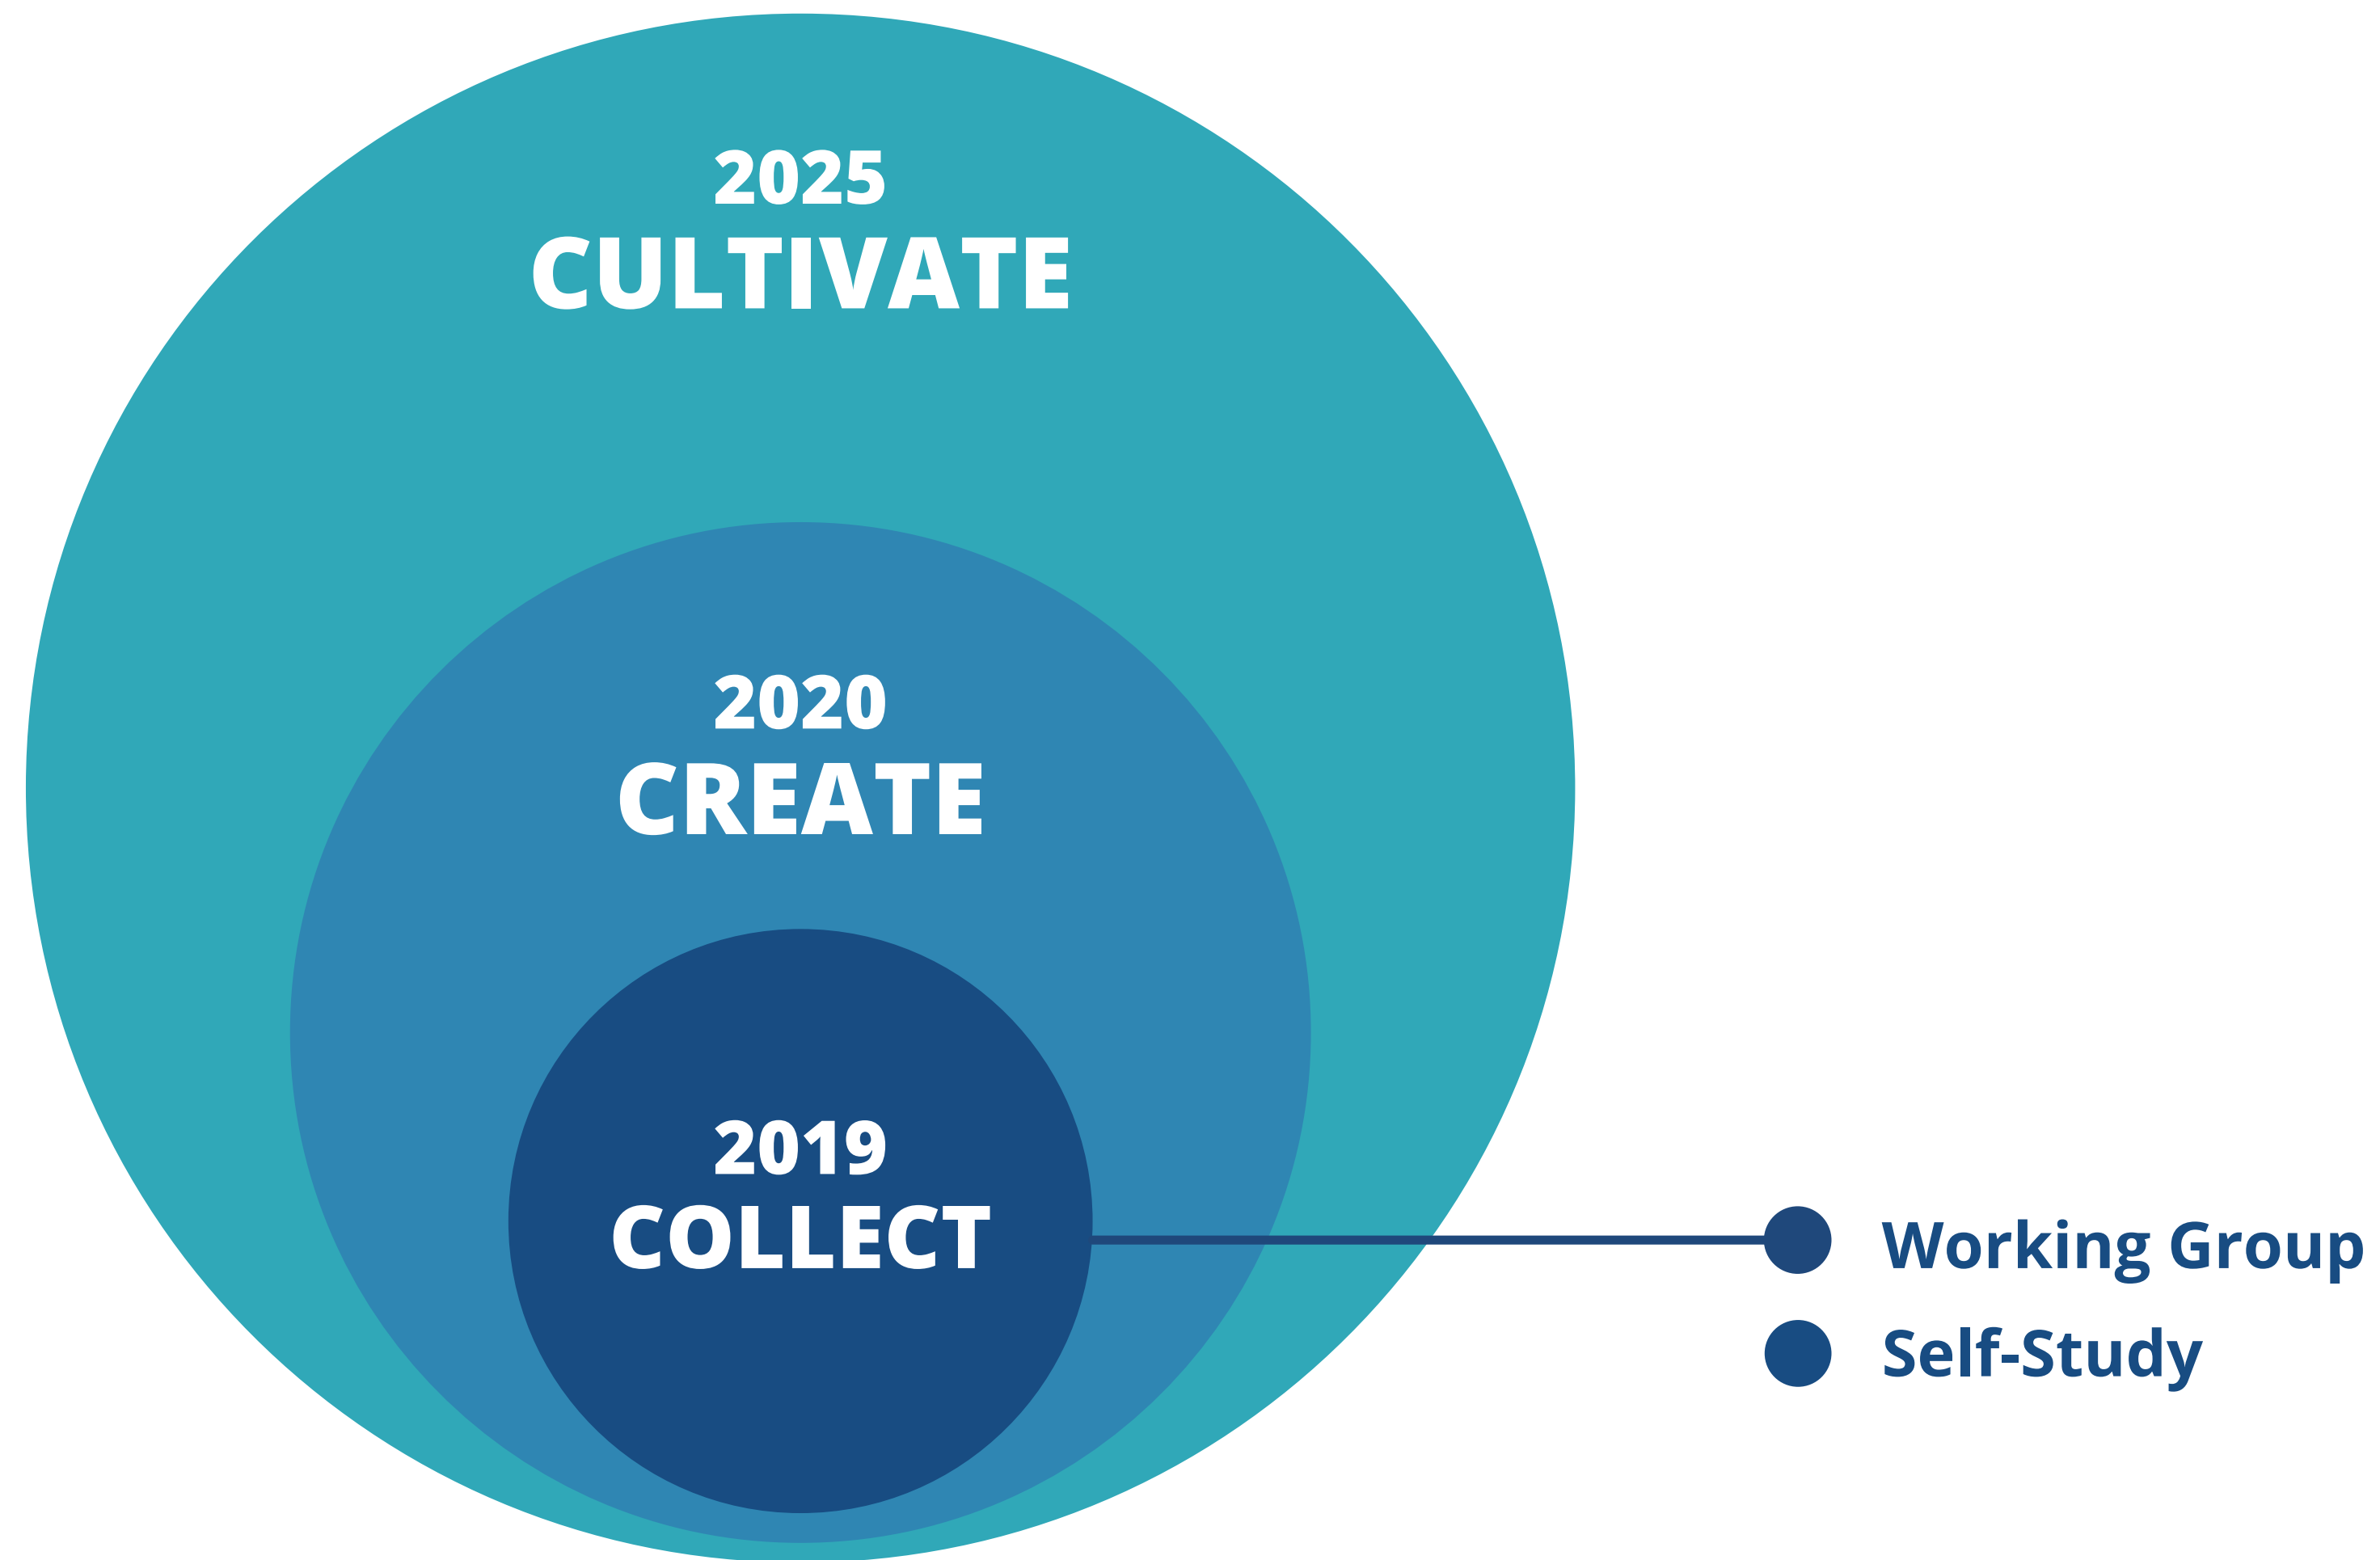 2025
CULTIVATE
2020
CREATE
2019
COLLECT
Working Group
Self-Study